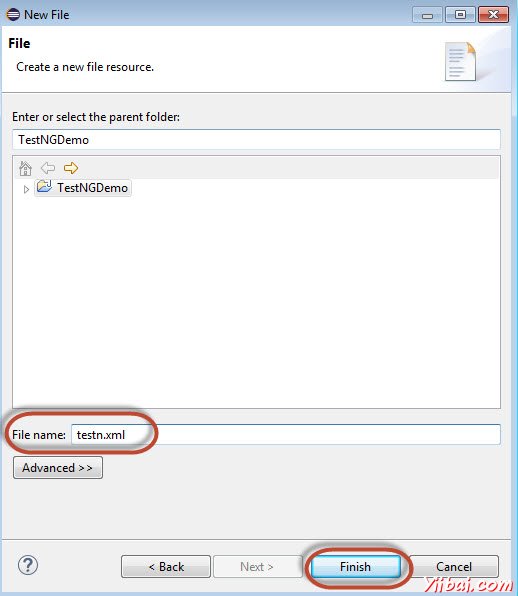 New File
File
Create a new file resource.
Enter or select the parent folder:
TestNGDemo
TestNGDemo
File name: testn.xml
Advanced >>
? < Back Next > Finish Cancel
Yiibai.com